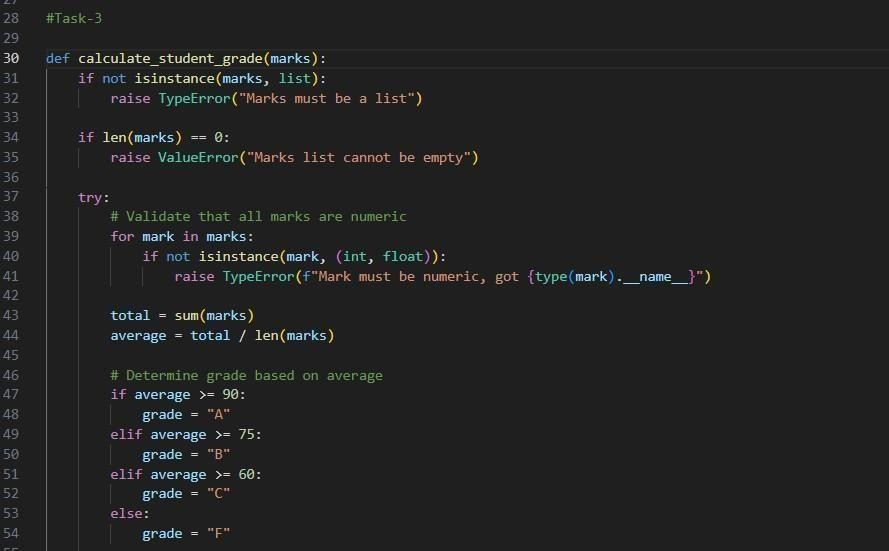 28 #Task-3
29
30 def calculate_student_grade(marks):
31     if not isinstance(marks, list):
32         raise TypeError("Marks must be a list")
33
34     if len(marks) == 0:
35         raise ValueError("Marks list cannot be empty")
36
37     try:
38         # Validate that all marks are numeric
39         for mark in marks:
40             if not isinstance(mark, (int, float)):
41                 raise TypeError(f"Mark must be numeric, got {type(mark).__name__}")
42
43         total = sum(marks)
44         average = total / len(marks)
45
46         # Determine grade based on average
47         if average >= 90:
48             grade = "A"
49         elif average >= 75:
50             grade = "B"
51         elif average >= 60:
52             grade = "C"
53         else:
54             grade = "F"